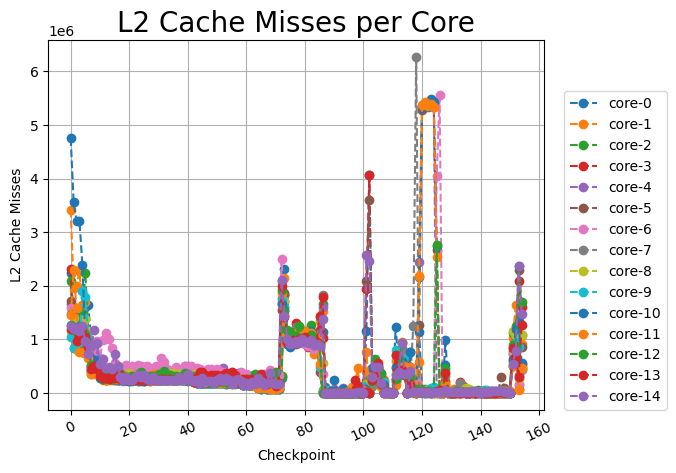 L2 Cache Misses per Core
1e6
6
5
4
3
2
1
0
L2 Cache Misses
0 20 40 60 80 100 120 140 160
Checkpoint
core-0
core-1
core-2
core-3
core-4
core-5
core-6
core-7
core-8
core-9
core-10
core-11
core-12
core-13
core-14